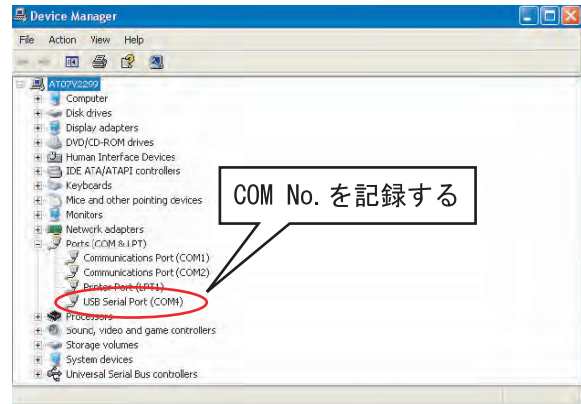 Device Manager
File Action View Help
AT07V2299
Computer
Disk drives
Display adapters
DVD/CD-ROM drives
Human Interface Devices
IDE ATA/ATAPI controllers
Keyboards
Mice and other pointing devices
Monitors
Network adapters
Ports (COM & LPT)
Communications Port (COM1)
Communications Port (COM2)
Printer Port (LPT1)
USB Serial Port (COM4)
Processors
Sound, video and game controllers
Storage volumes
System devices
Universal Serial Bus controllers
COM No.を記録する